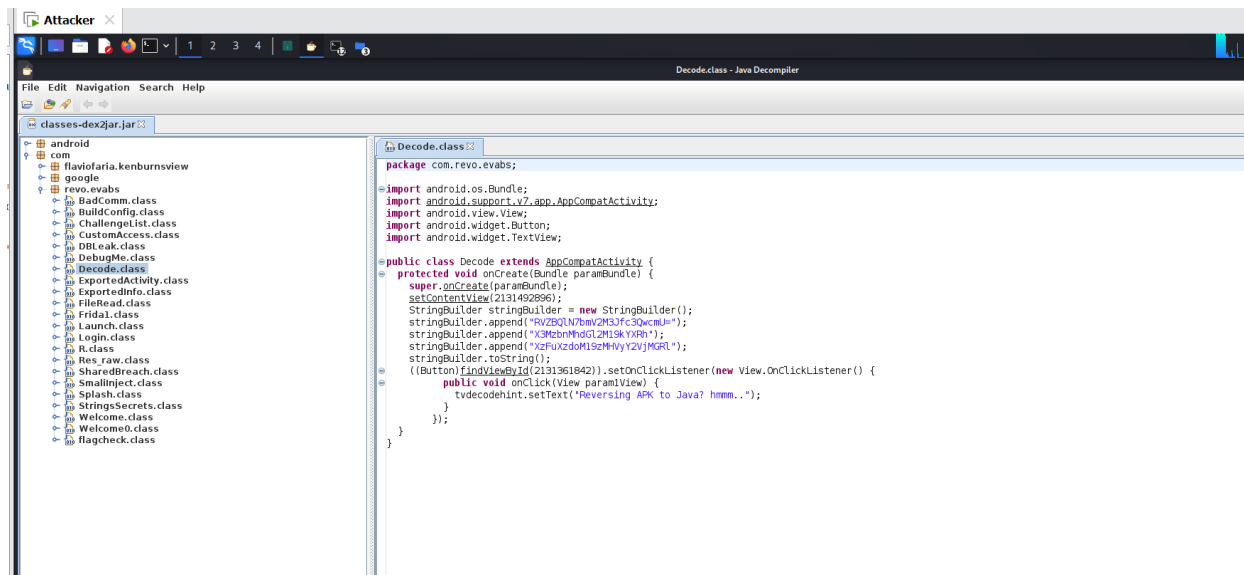 Attacker
1 2 3 4
Decode.class - Java Decompiler
File Edit Navigation Search Help
classes-dex2jar.jar
android
com
flaviofaria.kenburnsview
google
revo.evabs
BadComm.class
BuildConfig.class
ChallengeList.class
CustomAccess.class
DBLeak.class
DebugMe.class
Decode.class
ExportedActivity.class
ExportedInfo.class
FileRead.class
Frida1.class
Launch.class
Login.class
R.class
Res_raw.class
SharedBreach.class
SmaliInject.class
Splash.class
StringsSecrets.class
Welcome.class
Welcome0.class
flagcheck.class
Decode.class
package com.revo.evabs;
import android.os.Bundle;
import android.support.v7.app.AppCompatActivity;
import android.view.View;
import android.widget.Button;
import android.widget.TextView;
public class Decode extends AppCompatActivity {
protected void onCreate(Bundle paramBundle) {
super.onCreate(paramBundle);
setContentView(2131492896);
StringBuilder stringBuilder = new StringBuilder();
stringBuilder.append("RVZBQlN7bmV2M3Jfc3QwcmU=");
stringBuilder.append("X3MzbnMhdGl2M19kYXRh");
stringBuilder.append("XzFuXzdoM19zMHVyY2VjMGRl");
stringBuilder.toString();
((Button)findViewById(2131361842)).setOnClickListener(new View.OnClickListener() {
public void onClick(View param1View) {
tvdecodehint.setText("Reversing APK to Java? hmmm..");
}
});
}
}